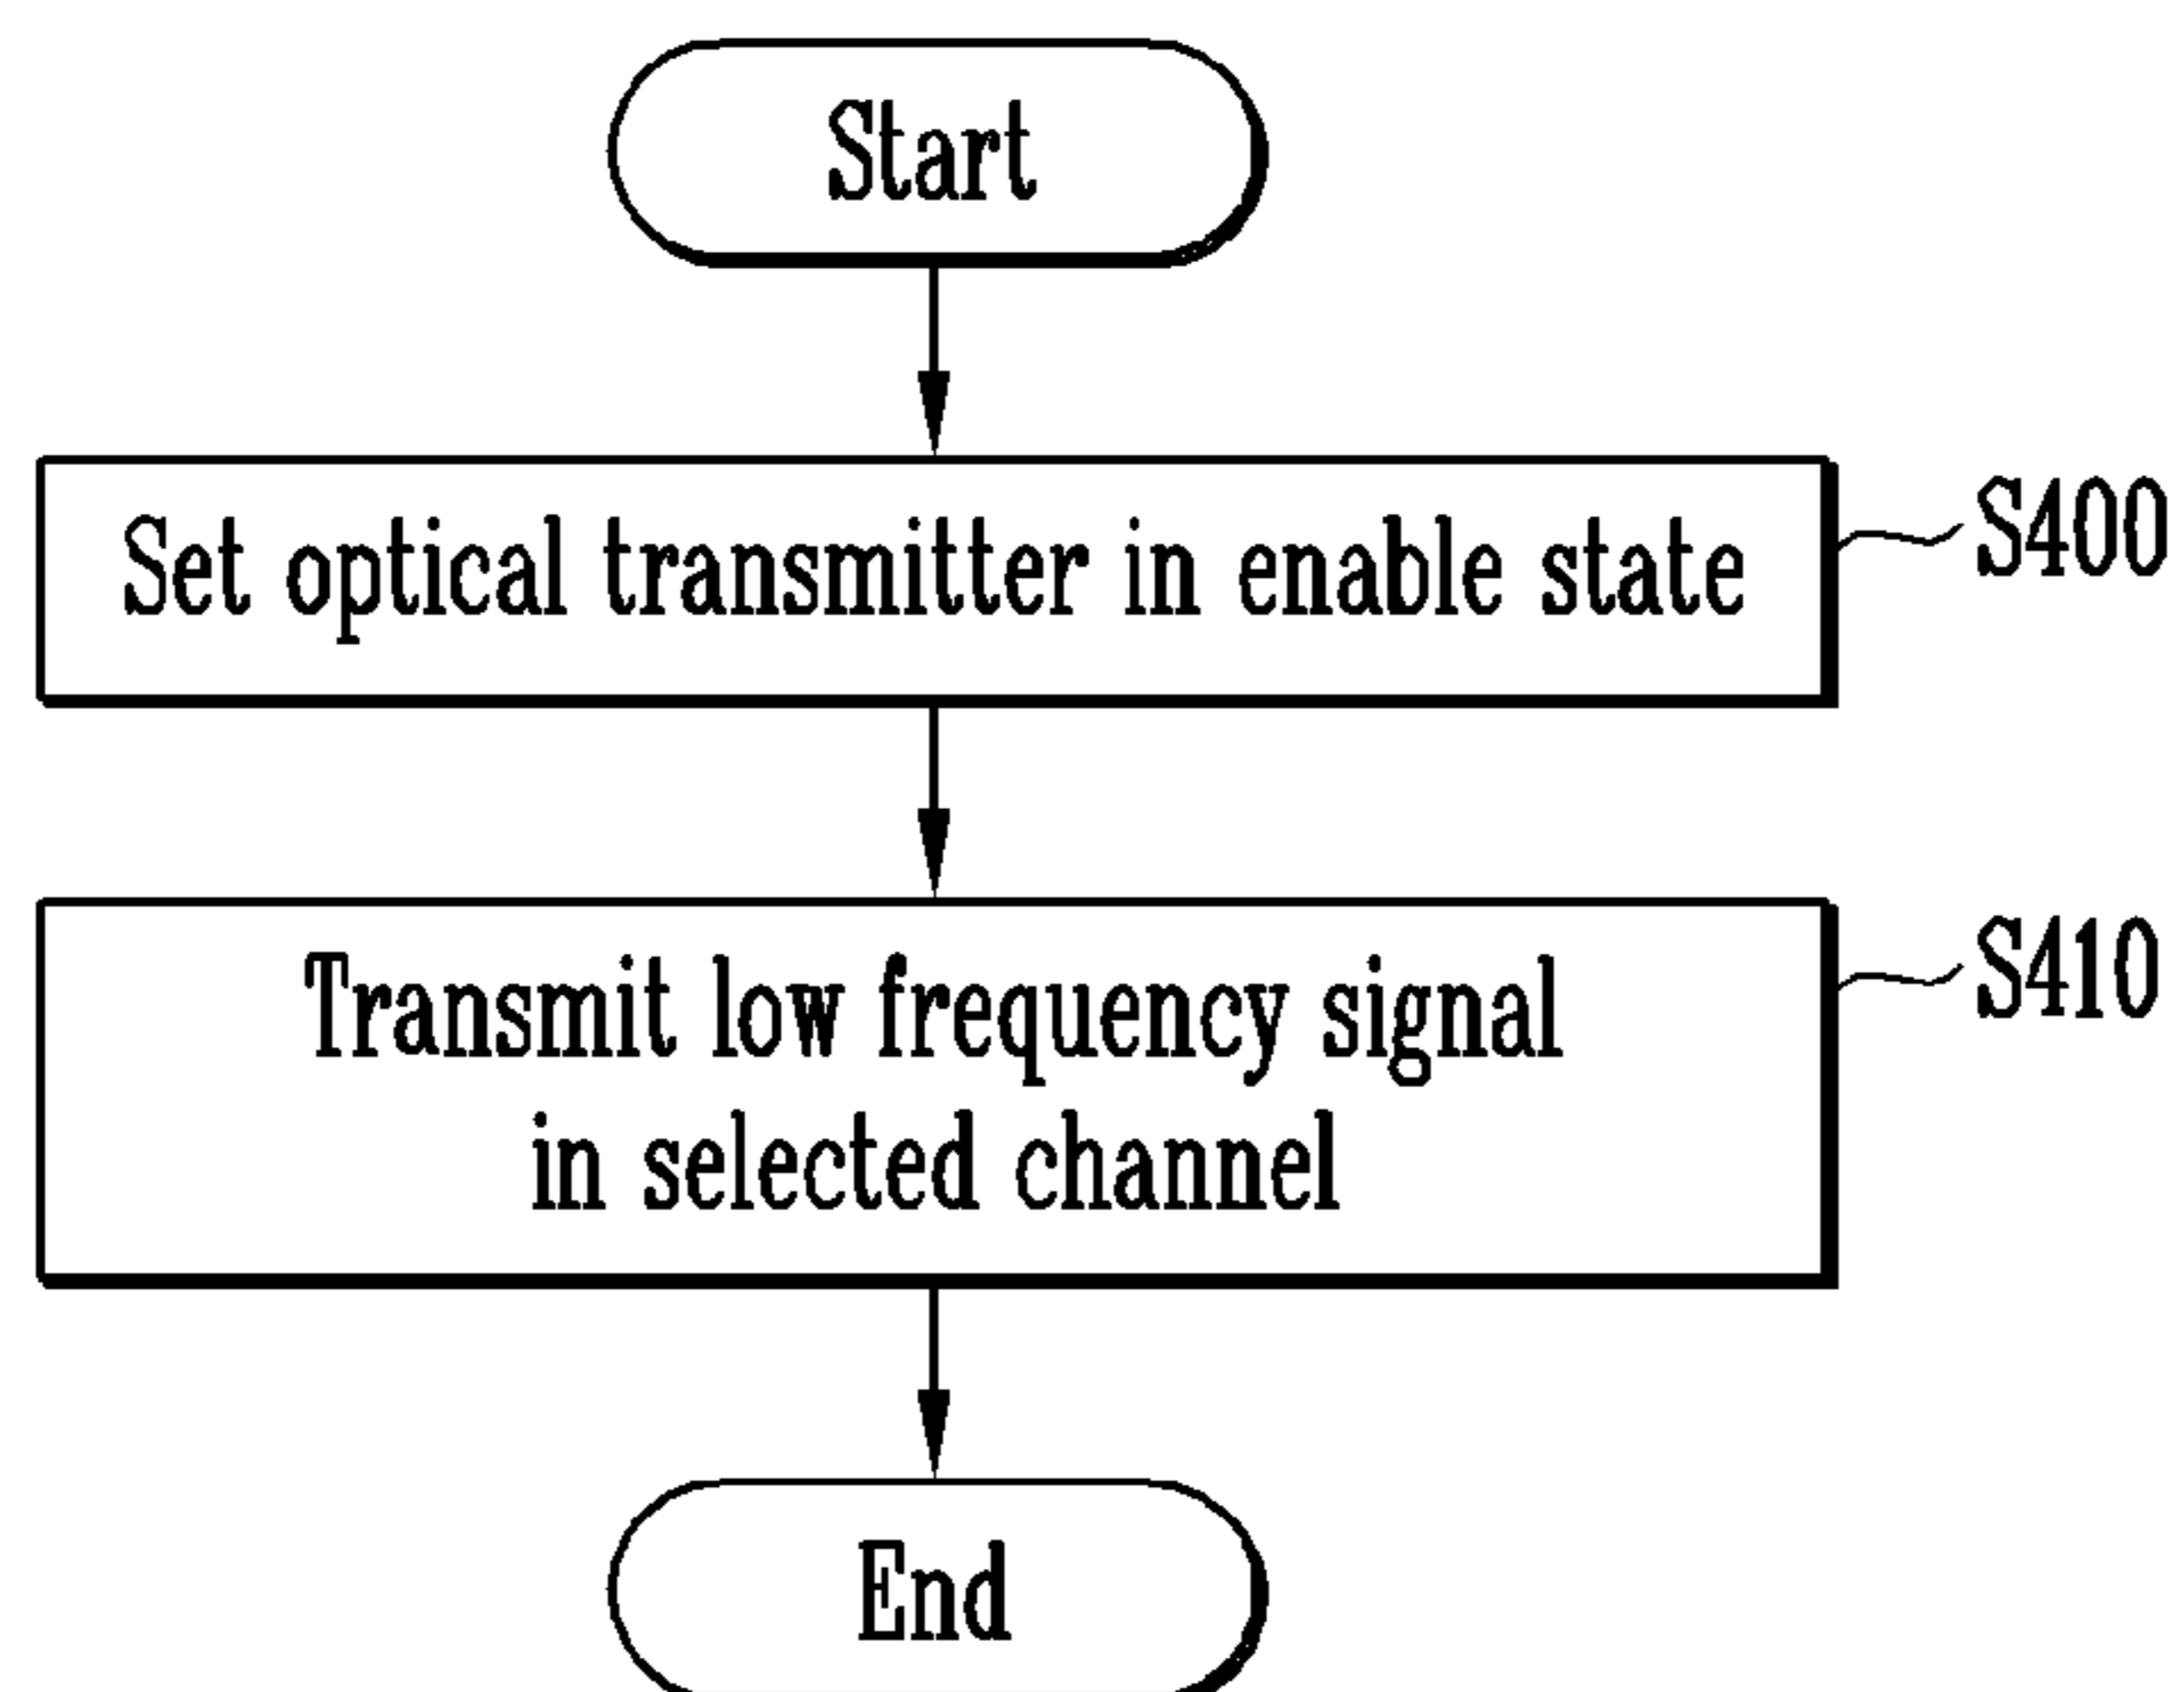 Start
Set optical transmitter in enable state
S400
Transmit low frequency signal
in selected channel
S410
End